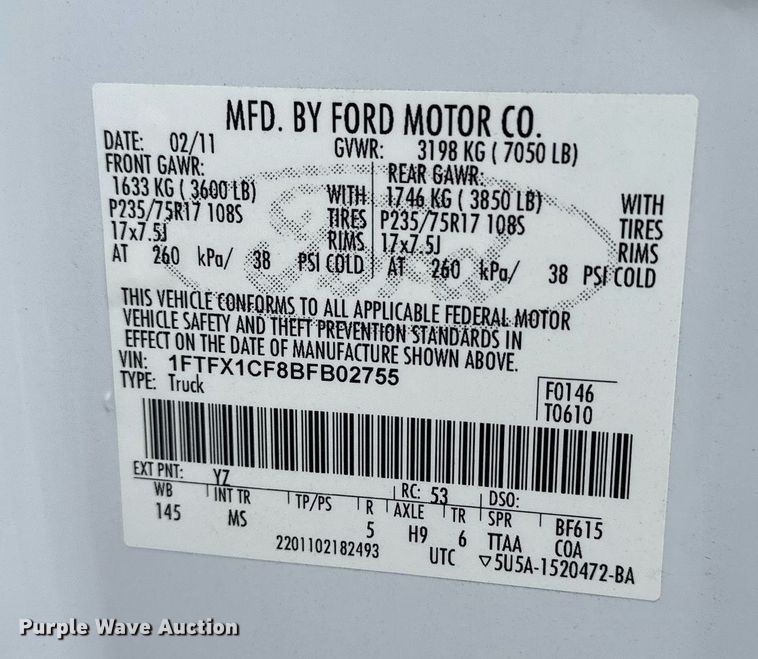 MFD. BY FORD MOTOR CO.
DATE: 02/11 GVWR: 3198 KG ( 7050 LB)
FRONT GAWR: REAR GAWR:
1633 KG ( 3600 LB) WITH 1746 KG ( 3850 LB) WITH
P235/75R17 108S TIRES P235/75R17 108S TIRES
17x7.5J RIMS 17x7.5J RIMS
AT 260 kPa/ 38 PSI COLD AT 260 kPa/ 38 PSI COLD
Ford
THIS VEHICLE CONFORMS TO ALL APPLICABLE FEDERAL MOTOR
VEHICLE SAFETY AND THEFT PREVENTION STANDARDS IN
EFFECT ON THE DATE OF MANUFACTURE SHOWN ABOVE.
VIN: 1FTFX1CF8BFB02755
TYPE: Truck
F0146
T0610
EXT PNT: YZ RC: 53 DSO:
WB INT TR TP/PS R AXLE TR SPR BF615
145 MS 5 H9 6 TTAA COA
2201102182493 UTC ▽5U5A-1520472-BA
Purple Wave Auction